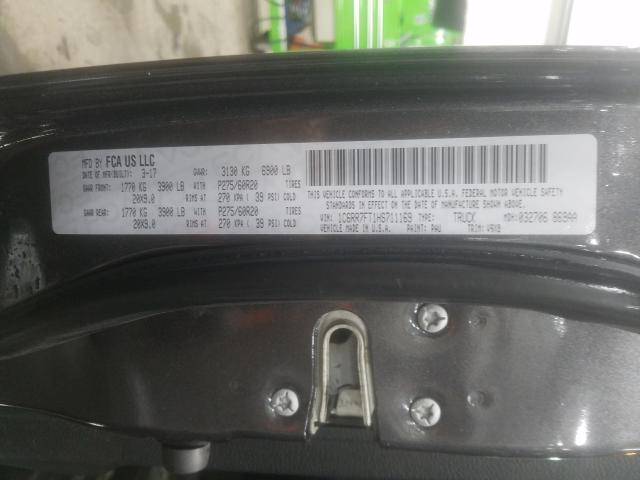 MFD BY FCA US LLC
DATE OF MFR(BUILT): 3-17 GVWR: 3130 KG 6900 LB
GAWR FRONT: 1770 KG 3900 LB WITH P275/60R20 TIRES
20X9.0 AT 270 KPA ( 39 PSI) COLD
GAWR REAR: 1770 KG 3900 LB WITH P275/60R20 TIRES
20X9.0 AT 270 KPA ( 39 PSI) COLD
THIS VEHICLE CONFORMS TO ALL APPLICABLE U.S.A. FEDERAL MOTOR VEHICLE SAFETY
STANDARDS IN EFFECT ON THE DATE OF MANUFACTURE SHOWN ABOVE.
VIN: 1C6RR7FT1HS711169 TYPE: TRUCK MDH: 032706
VEHICLE MADE IN U.S.A. PAINT: PAU TRIM: